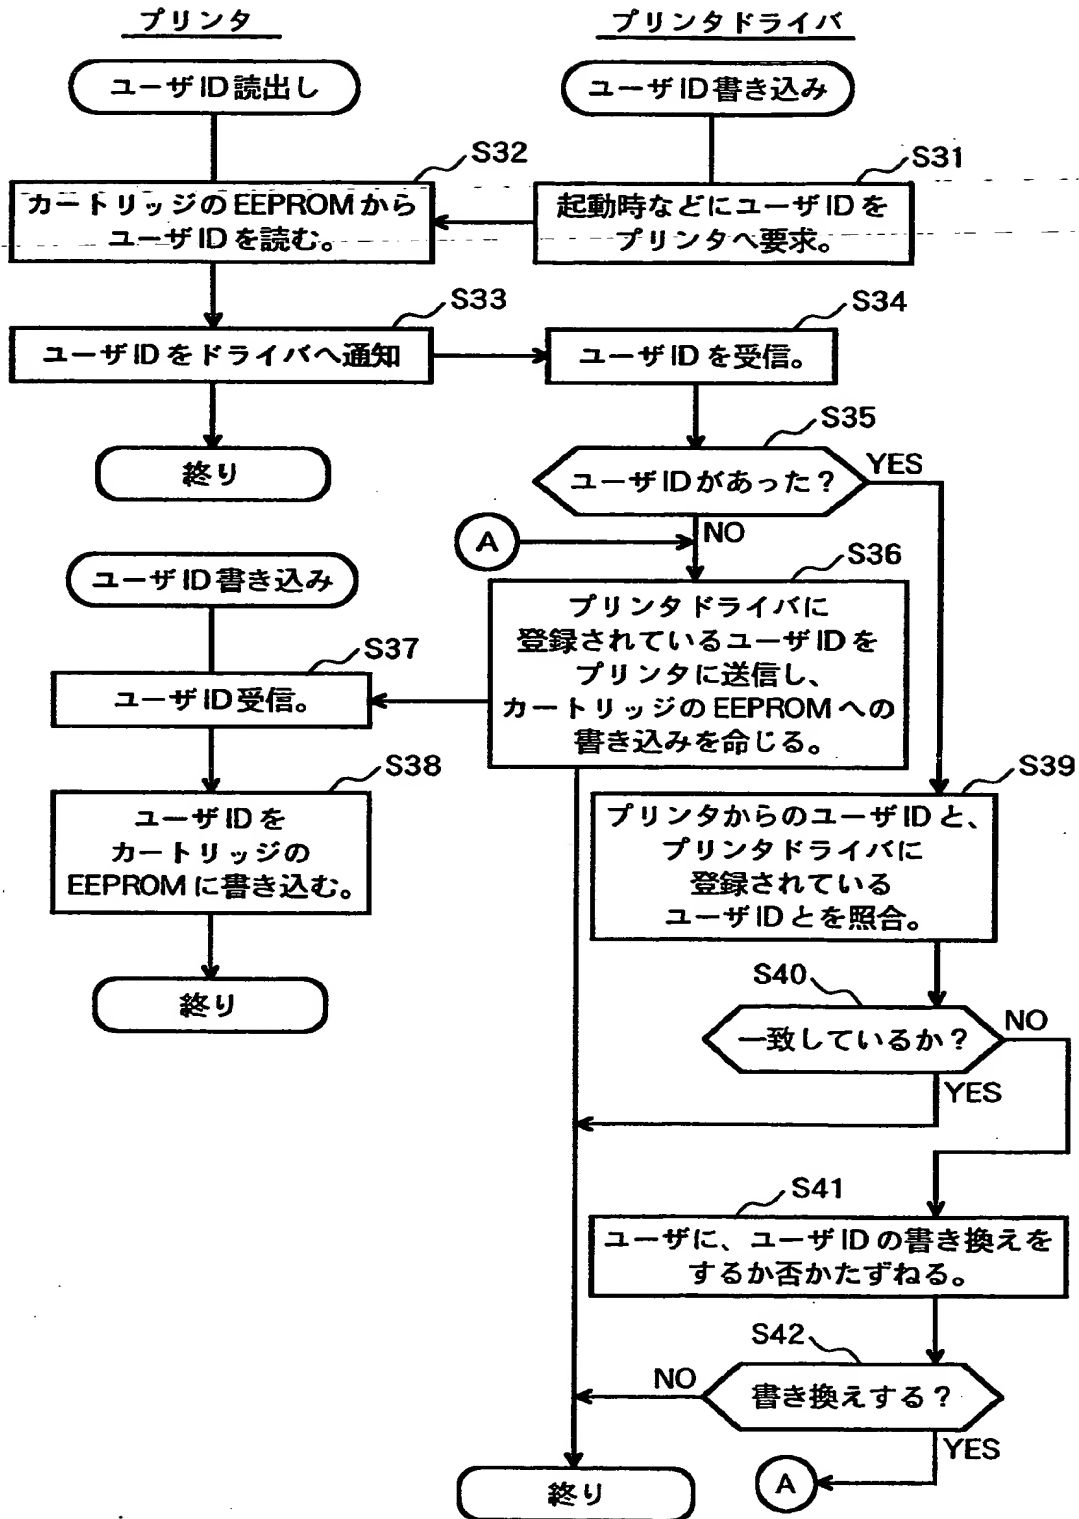 プリンタ
プリンタドライバ
ユーザID読出し
ユーザID書き込み
S32
S31
カートリッジのEEPROMから
ユーザIDを読む。
起動時などにユーザIDを
プリンタへ要求。
S33
S34
ユーザIDをドライバへ通知
ユーザIDを受信。
S35
終り
ユーザIDがあった？
YES
A
NO
ユーザID書き込み
S36
プリンタドライバに
登録されているユーザIDを
プリンタに送信し、
カートリッジのEEPROMへの
書き込みを命じる。
S37
ユーザID受信。
S38
ユーザIDを
カートリッジの
EEPROMに書き込む。
終り
S39
プリンタからのユーザIDと、
プリンタドライバに
登録されている
ユーザIDとを照合。
S40
一致しているか？
NO
YES
S41
ユーザに、ユーザIDの書き換えを
するか否かたずねる。
S42
書き換えする？
NO
YES
終り
A